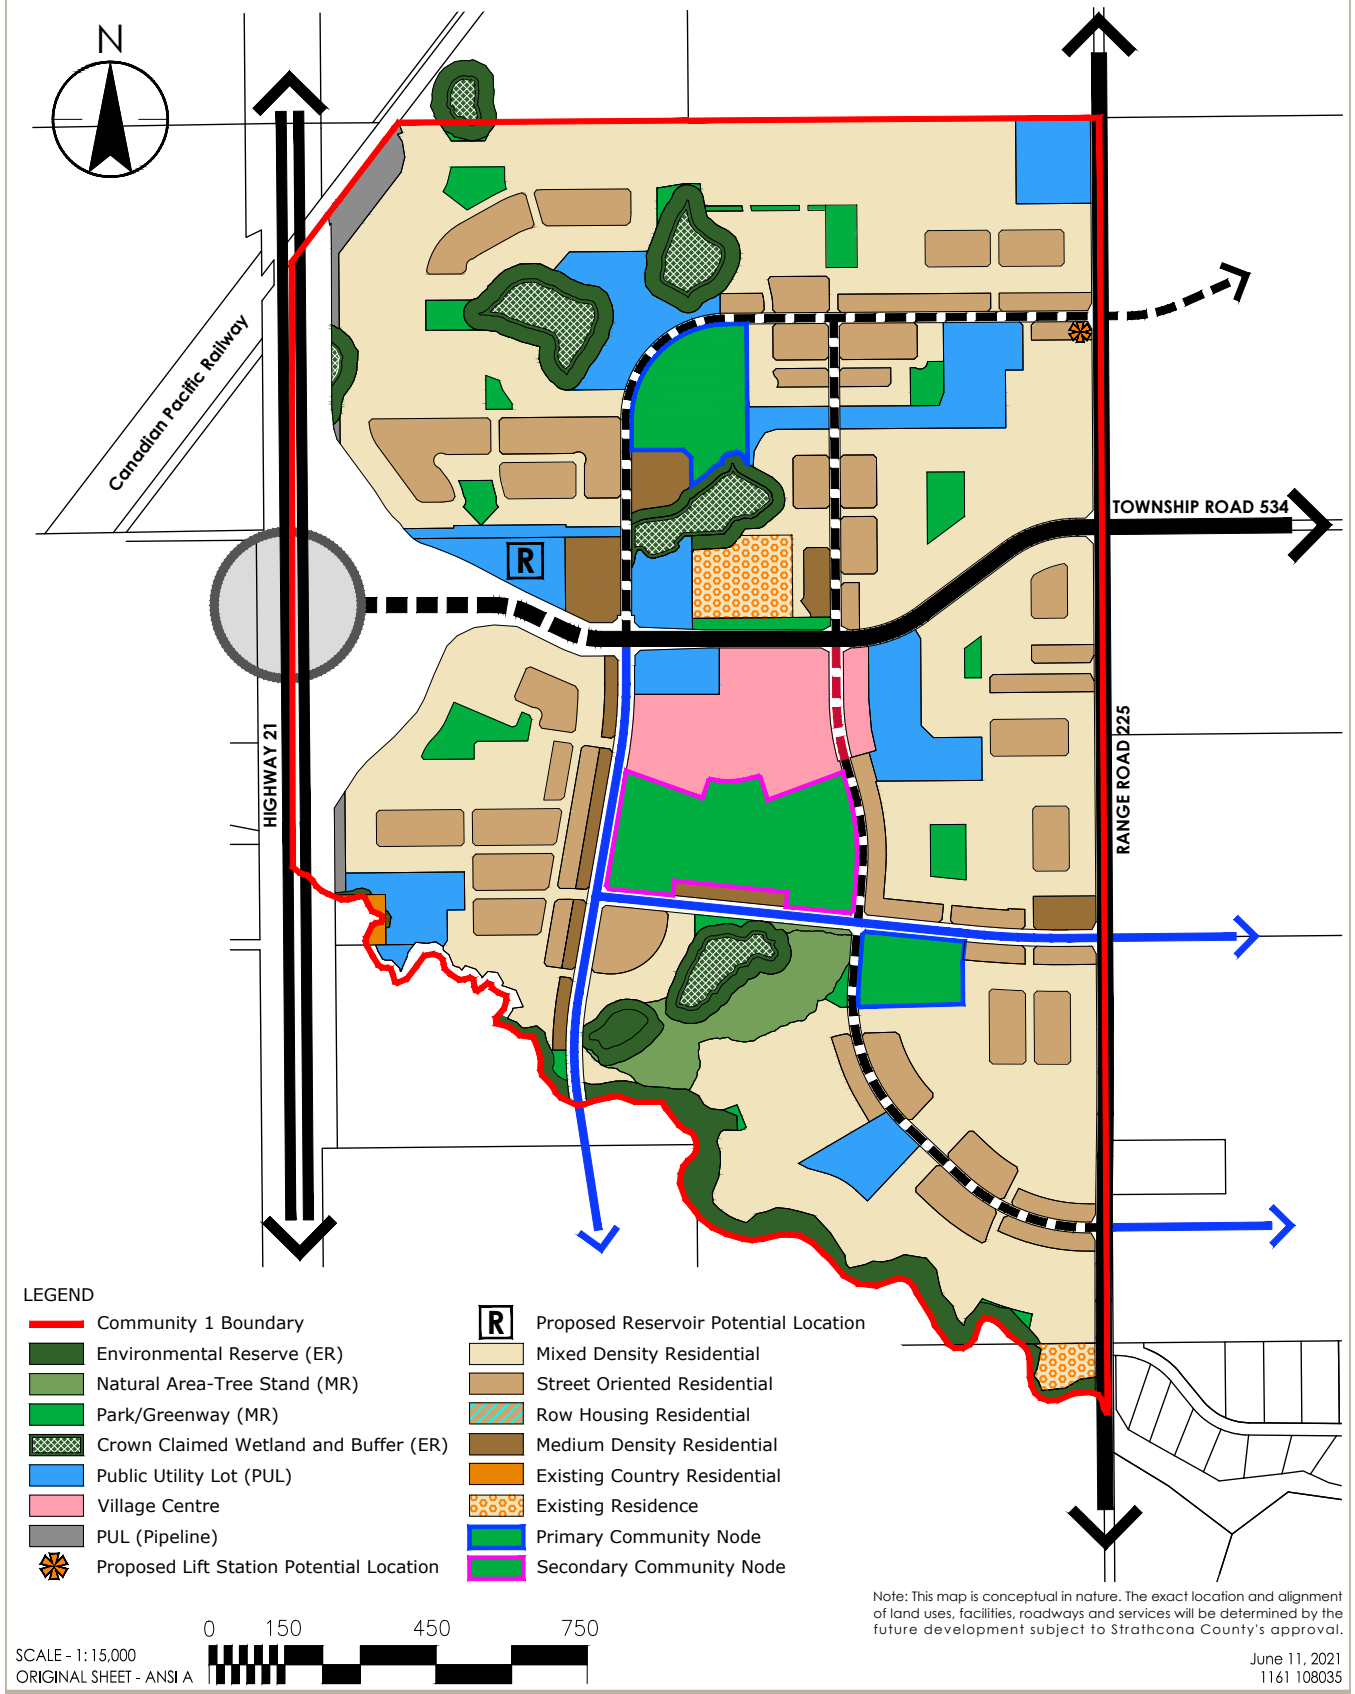 N
Canadian Pacific Railway
R
TOWNSHIP ROAD 534
HIGHWAY 21
RANGE ROAD 225
LEGEND
Community 1 Boundary
Environmental Reserve (ER)
Natural Area-Tree Stand (MR)
Park/Greenway (MR)
Crown Claimed Wetland and Buffer (ER)
Public Utility Lot (PUL)
Village Centre
PUL (Pipeline)
Proposed Lift Station Potential Location
R Proposed Reservoir Potential Location
Mixed Density Residential
Street Oriented Residential
Row Housing Residential
Medium Density Residential
Existing Country Residential
Existing Residence
Primary Community Node
Secondary Community Node
Note: This map is conceptual in nature. The exact location and alignment
of land uses, facilities, roadways and services will be determined by the
future development subject to Strathcona County's approval.
0 150 450 750
SCALE - 1:15,000
ORIGINAL SHEET - ANSI A
June 11, 2021
1161 108035